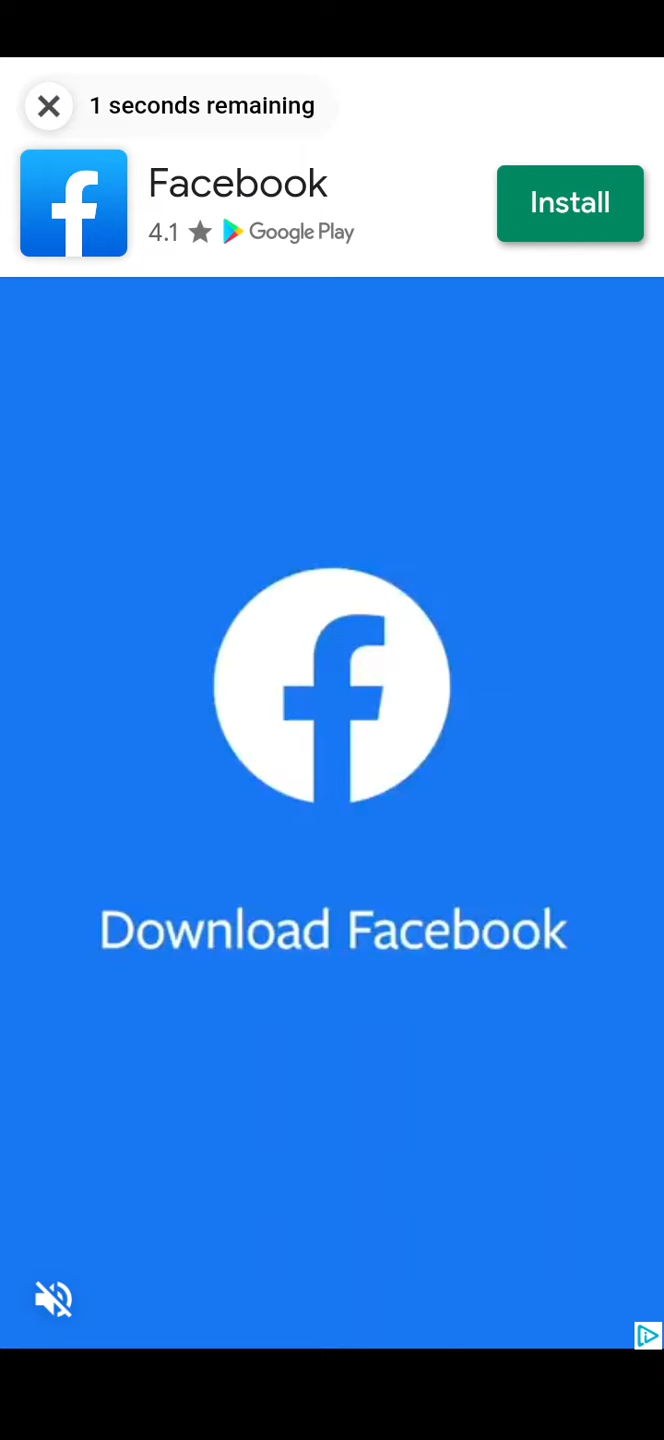 1 seconds remaining
Facebook
4.1 ★ Google Play
Install
Download Facebook